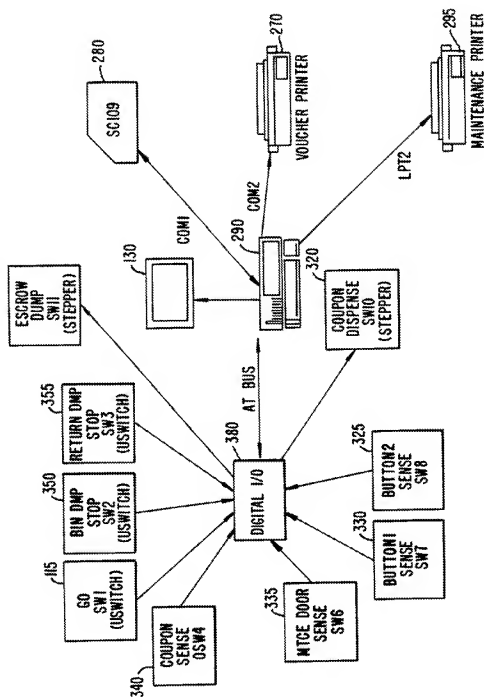 115
GO
SW1
(USWITCH)
350
BIN DMP
STOP
SW2
(USWITCH)
355
RETURN DMP
STOP
SW3
(USWITCH)
ESCROW
DUMP
SW11
(STEPPER)
280
SC109
340
COUPON
SENSE
OSW4
130
COM1
380
DIGITAL I/O
AT BUS
290
COM2
270
VOUCHER PRINTER
335
MTCE DOOR
SENSE
SW6
330
BUTTON1
SENSE
SW7
325
BUTTON2
SENSE
SW8
320
COUPON
DISPENSE
SW10
(STEPPER)
LPT2
295
MAINTENANCE PRINTER